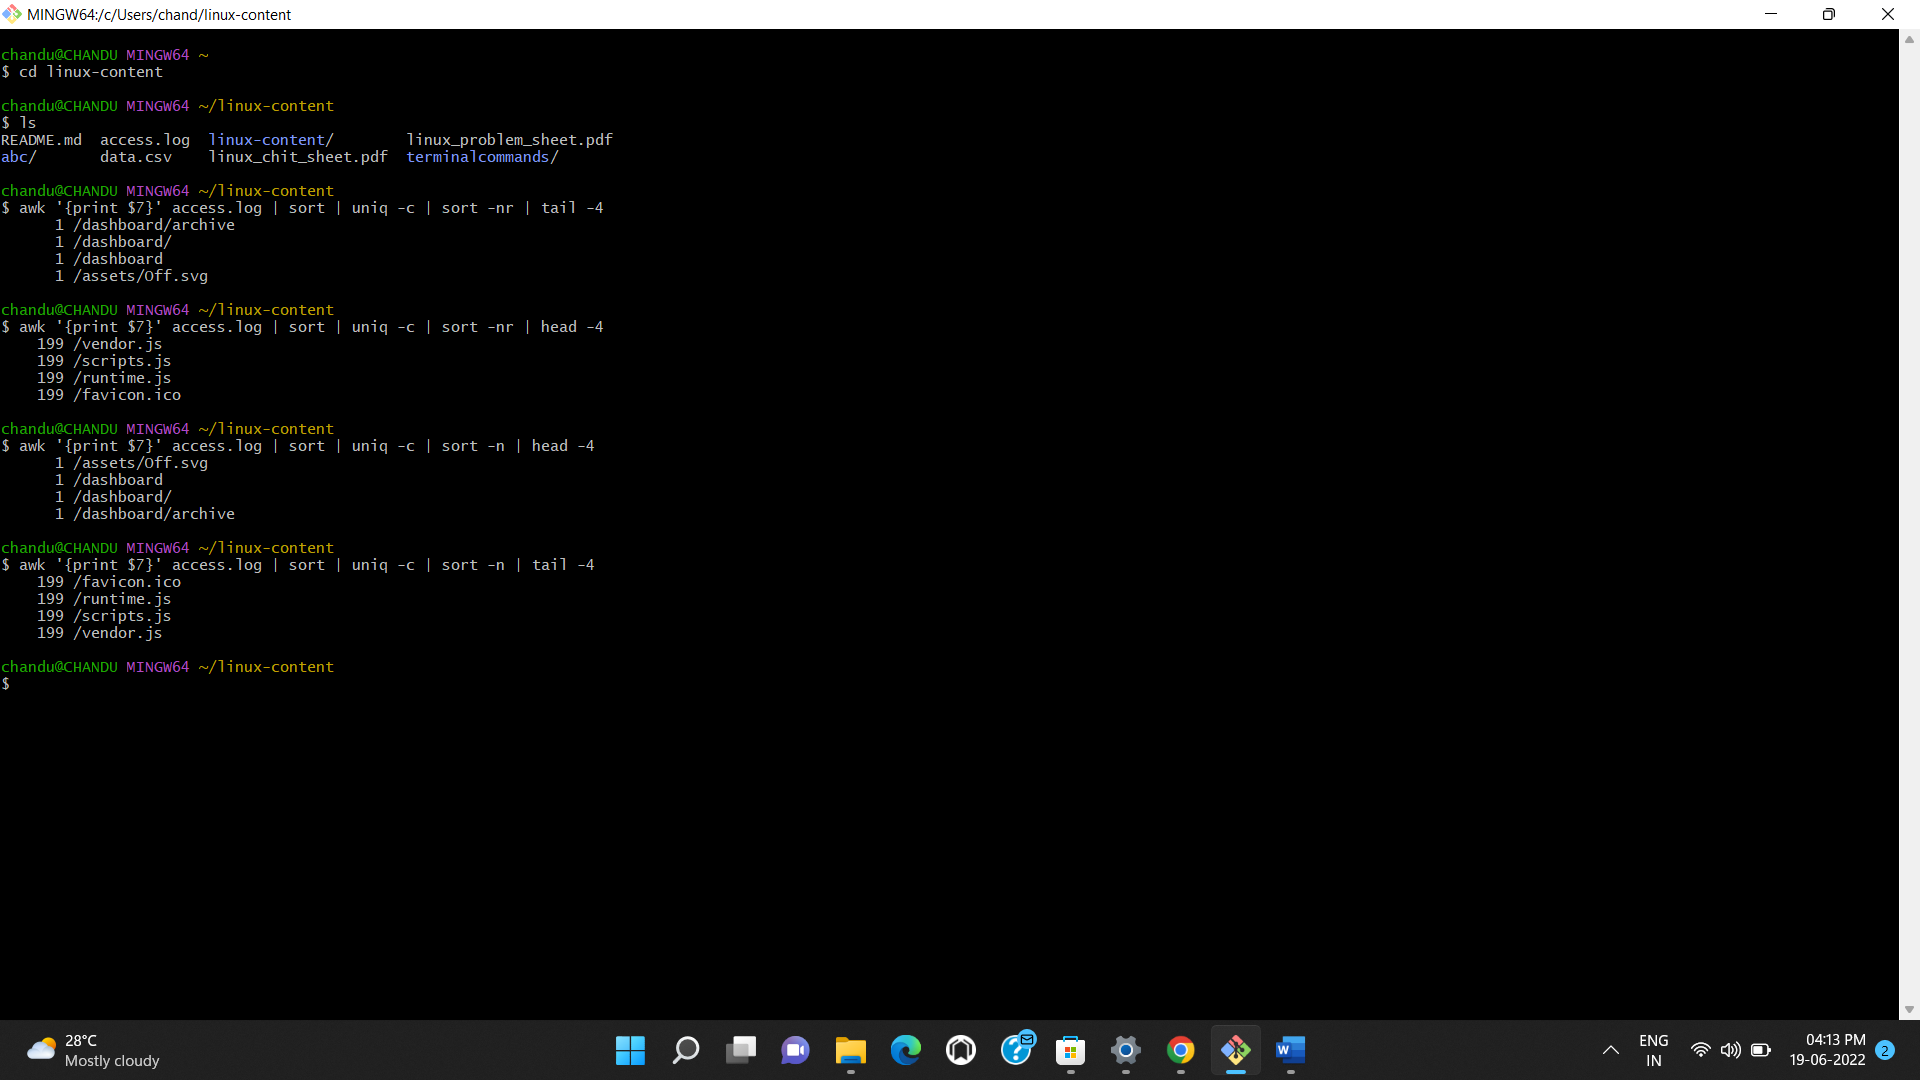 MINGW64:/c/Users/chand/linux-content
chandu@CHANDU MINGW64 ~
$ cd linux-content
chandu@CHANDU MINGW64 ~/linux-content
$ ls
README.md  access.log  linux-content/        linux_problem_sheet.pdf
abc/       data.csv    linux_chit_sheet.pdf  terminalcommands/
chandu@CHANDU MINGW64 ~/linux-content
$ awk '{print $7}' access.log | sort | uniq -c | sort -nr | tail -4
      1 /dashboard/archive
      1 /dashboard/
      1 /dashboard
      1 /assets/Off.svg
chandu@CHANDU MINGW64 ~/linux-content
$ awk '{print $7}' access.log | sort | uniq -c | sort -nr | head -4
    199 /vendor.js
    199 /scripts.js
    199 /runtime.js
    199 /favicon.ico
chandu@CHANDU MINGW64 ~/linux-content
$ awk '{print $7}' access.log | sort | uniq -c | sort -n | head -4
      1 /assets/Off.svg
      1 /dashboard
      1 /dashboard/
      1 /dashboard/archive
chandu@CHANDU MINGW64 ~/linux-content
$ awk '{print $7}' access.log | sort | uniq -c | sort -n | tail -4
    199 /favicon.ico
    199 /runtime.js
    199 /scripts.js
    199 /vendor.js
chandu@CHANDU MINGW64 ~/linux-content
$
28°C
Mostly cloudy
W
ENG
IN
04:13 PM
19-06-2022
2